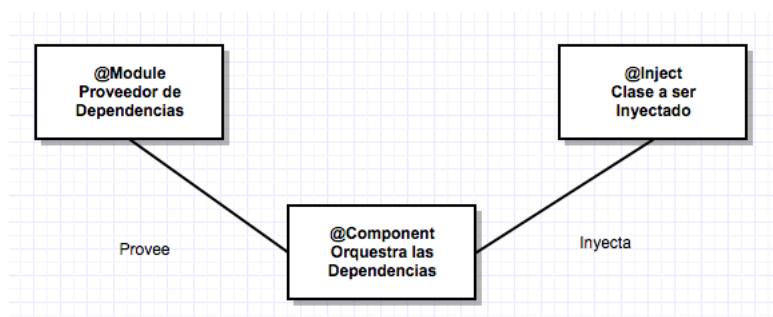 @Module
Proveedor de
Dependencias
@Inject
Clase a ser
Inyectado
@Component
Orquestra las
Dependencias
Provee
Inyecta